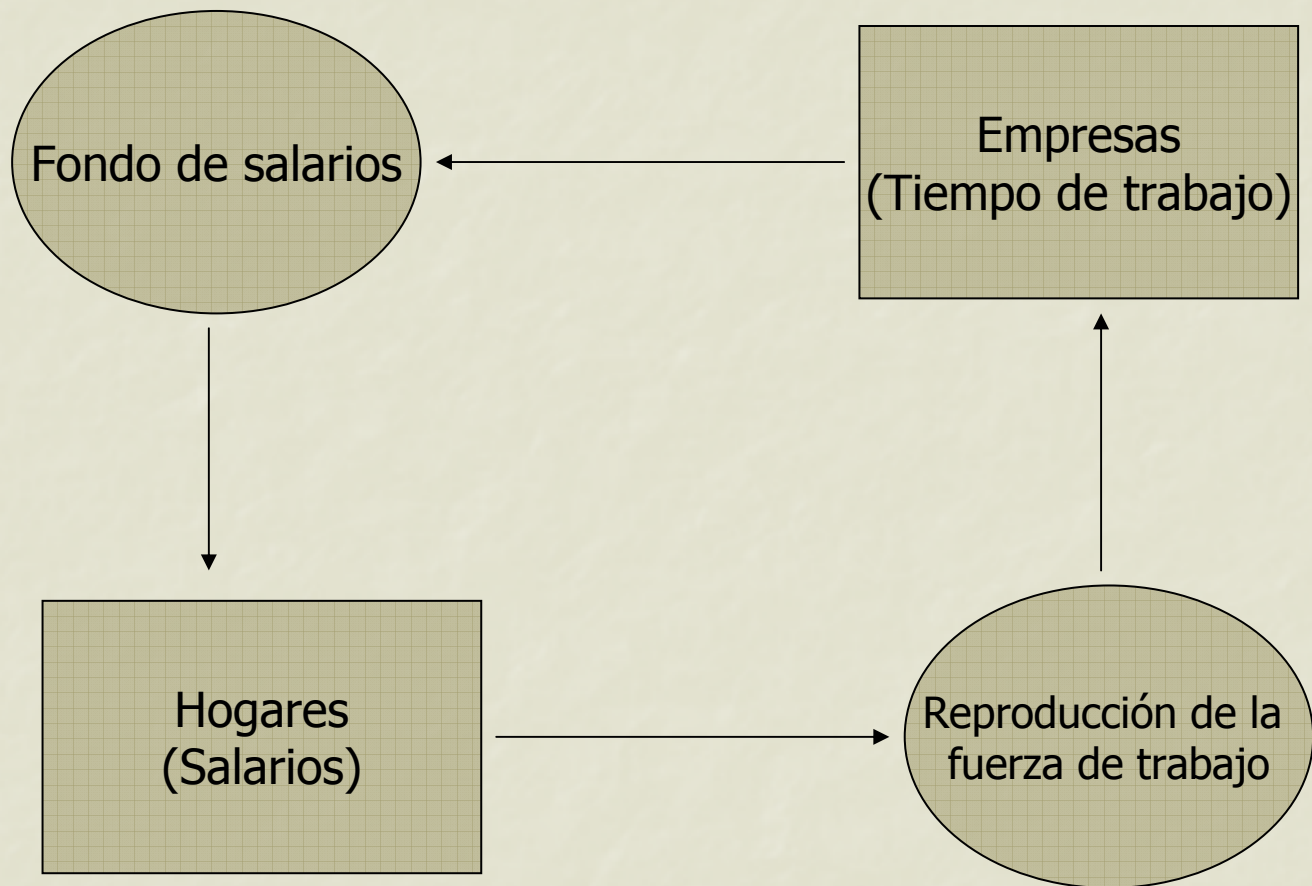 Fondo de salarios
Empresas
(Tiempo de trabajo)
Hogares
(Salarios)
Reproducción de la
fuerza de trabajo